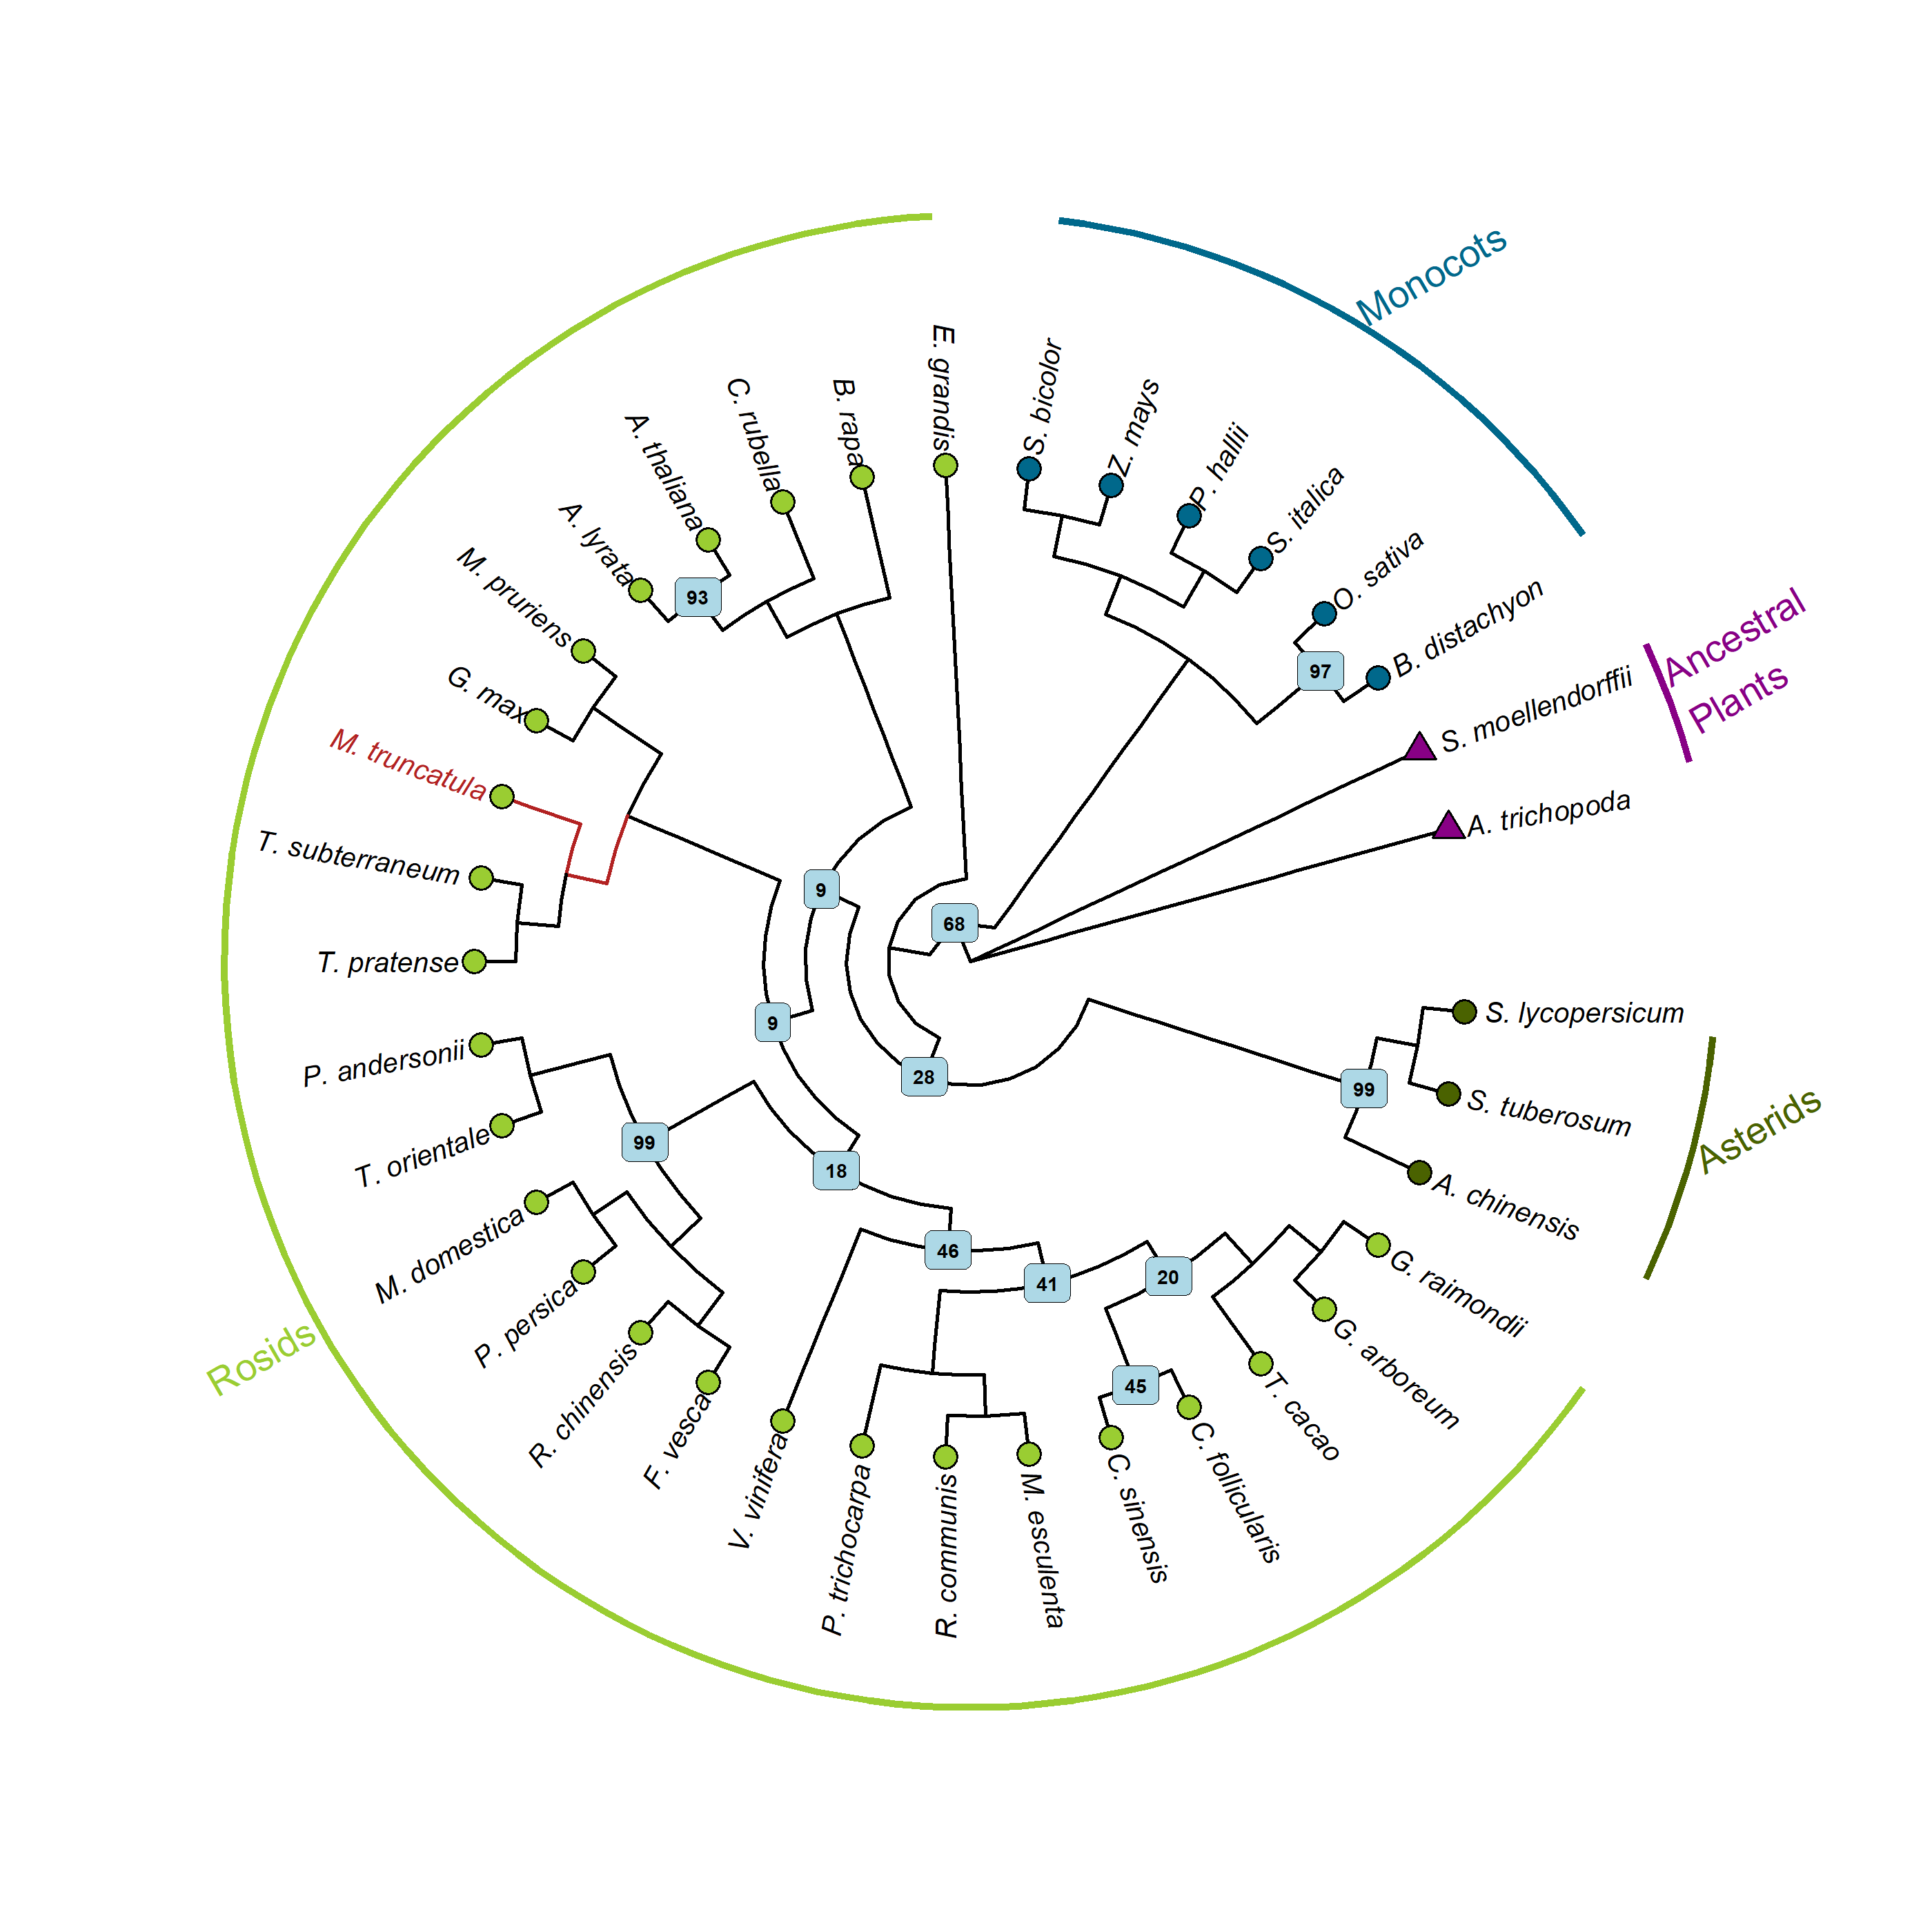 Monocots
Ancestral
Plants
Asterids
Rosids
E. grandis
S. bicolor
Z. mays
P. hallii
S. italica
O. sativa
B. distachyon
S. moellendorffii
A. trichopoda
S. lycopersicum
S. tuberosum
A. chinensis
G. raimondii
G. arboreum
T. cacao
C. follicularis
C. sinensis
M. esculenta
R. communis
P. trichocarpa
V. vinifera
F. vesca
R. chinensis
P. persica
M. domestica
T. orientale
P. andersonii
T. pratense
T. subterraneum
M. truncatula
G. max
M. pruriens
A. lyrata
A. thaliana
C. rubella
B. rapa
93
97
9
68
9
28
99
99
18
46
41
20
45